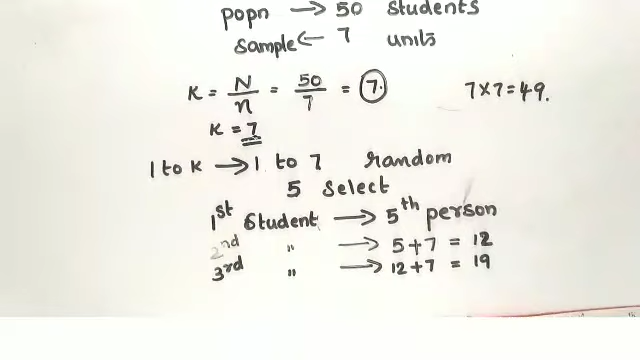 popn → 50 students
sample ← 7 units
K = N/n = 50/7 = 7. 7×7=49.
K = 7
1 to K → 1 to 7 random
5 select
1st Student → 5th person
2nd " → 5+7 = 12
3rd " → 12+7 = 19